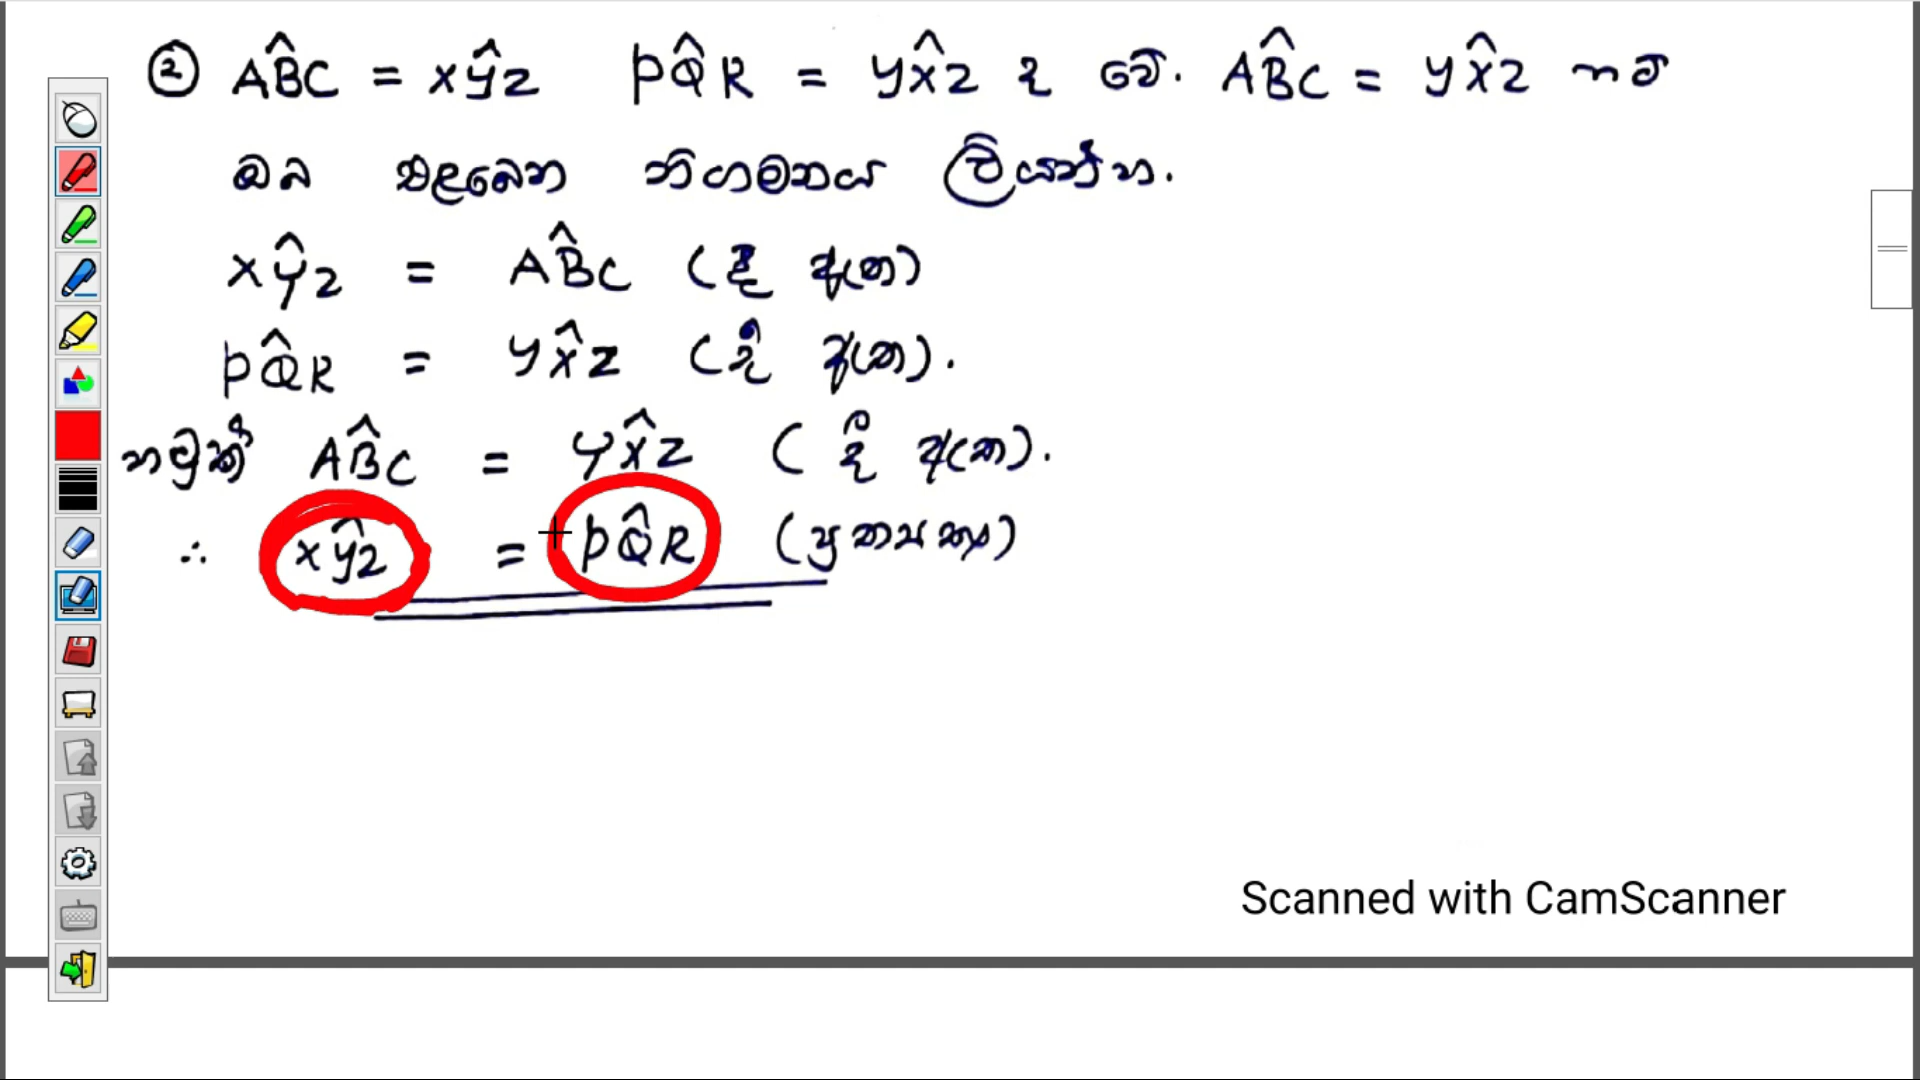 ② AB̂C = xŷz PQ̂R = yx̂z ද වේ. AB̂C = yx̂z නම්
ඔබ එළබෙන නිගමනය ලියන්න.
xŷz = AB̂C (දී ඇත)
PQ̂R = yx̂z (දී ඇත).
නමුත් AB̂C = yx̂z (දී ඇත).
∴ xŷz = PQ̂R (ප්‍රත්‍යක්ෂ)
Scanned with CamScanner